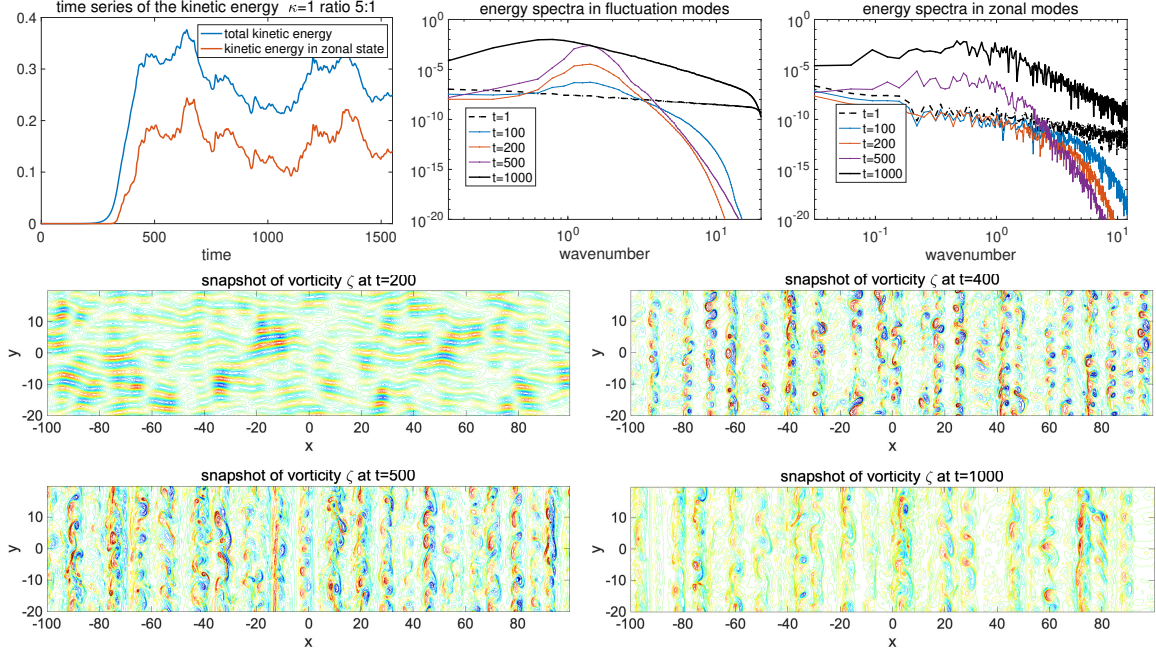 time series of the kinetic energy κ=1 ratio 5:1
0.4
0.3
0.2
0.1
0
0
500
1000
1500
time
total kinetic energy
kinetic energy in zonal state
energy spectra in fluctuation modes
10^0
10^-5
10^-10
10^-15
10^-20
10^0
10^1
wavenumber
t=1
t=100
t=200
t=500
t=1000
energy spectra in zonal modes
10^0
10^-5
10^-10
10^-15
10^-20
10^-1
10^0
10^1
wavenumber
t=1
t=100
t=200
t=500
t=1000
snapshot of vorticity ζ at t=200
y
10
0
-10
-20
-100
-80
-60
-40
-20
0
20
40
60
80
x
snapshot of vorticity ζ at t=400
y
10
0
-10
-20
-100
-80
-60
-40
-20
0
20
40
60
80
x
snapshot of vorticity ζ at t=500
y
10
0
-10
-20
-100
-80
-60
-40
-20
0
20
40
60
80
x
snapshot of vorticity ζ at t=1000
y
10
0
-10
-20
-100
-80
-60
-40
-20
0
20
40
60
80
x